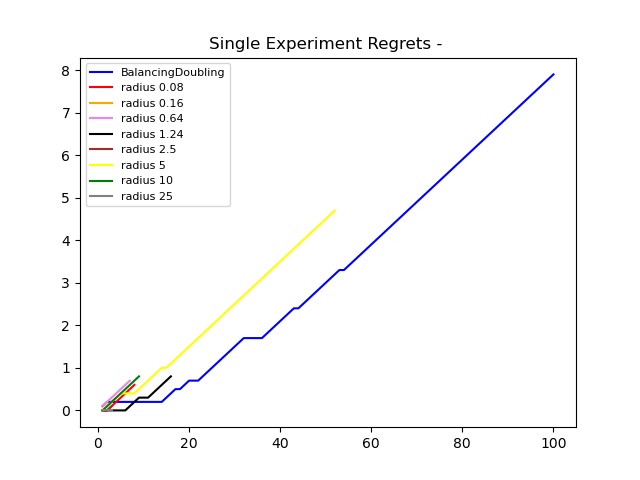 Single Experiment Regrets -
BalancingDoubling
radius 0.08
radius 0.16
radius 0.64
radius 1.24
radius 2.5
radius 5
radius 10
radius 25
8
7
6
5
4
3
2
1
0
0 20 40 60 80 100